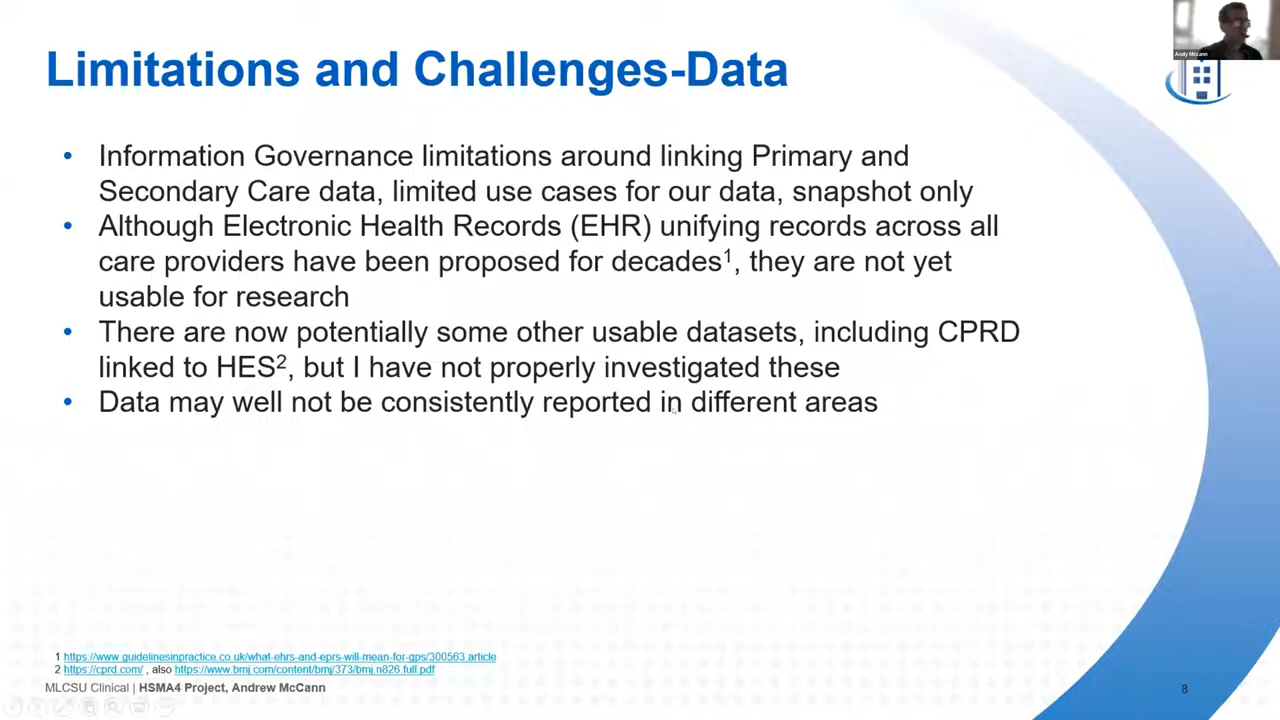 Andy Mccann
Limitations and Challenges-Data
• Information Governance limitations around linking Primary and
Secondary Care data, limited use cases for our data, snapshot only
• Although Electronic Health Records (EHR) unifying records across all
care providers have been proposed for decades1, they are not yet
usable for research
• There are now potentially some other usable datasets, including CPRD
linked to HES2, but I have not properly investigated these
• Data may well not be consistently reported in different areas
1 https://www.guidelinesinpractice.co.uk/what-ehrs-and-eprs-will-mean-for-gps/300563.article
2 https://cprd.com/ , also https://www.bmj.com/content/bmj/373/bmj.n826.full.pdf
MLCSU Clinical | HSMA4 Project, Andrew McCann
8